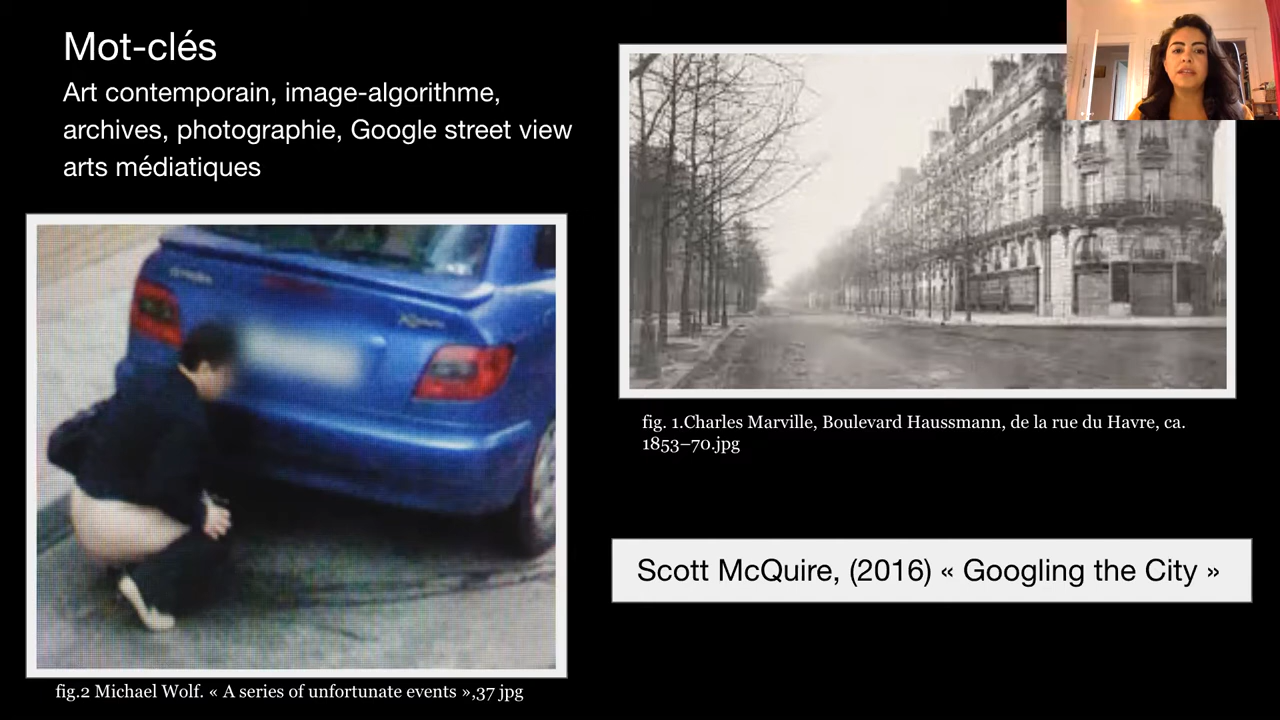 Mot-clés
Art contemporain, image-algorithme,
archives, photographie, Google street view
arts médiatiques
fig. 1.Charles Marville, Boulevard Haussmann, de la rue du Havre, ca.
1853–70.jpg
Scott McQuire, (2016) « Googling the City »
fig.2 Michael Wolf. « A series of unfortunate events »,37 jpg